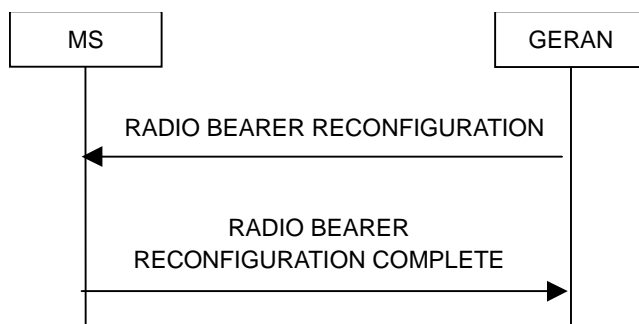 MS
GERAN
RADIO BEARER RECONFIGURATION
RADIO BEARER
RECONFIGURATION COMPLETE